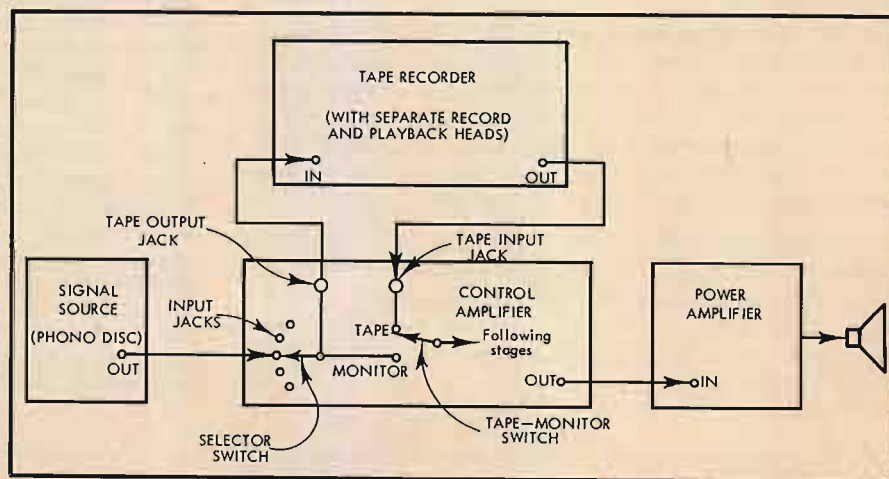 TAPE RECORDER
(WITH SEPARATE RECORD
AND PLAYBACK HEADS)
IN
OUT
TAPE OUTPUT
JACK
TAPE INPUT
JACK
SIGNAL
SOURCE
(PHONO DISC)
OUT
INPUT
JACKS
CONTROL
AMPLIFIER
TAPE
Following
stages
MONITOR
OUT
POWER
AMPLIFIER
IN
SELECTOR
SWITCH
TAPE—MONITOR
SWITCH